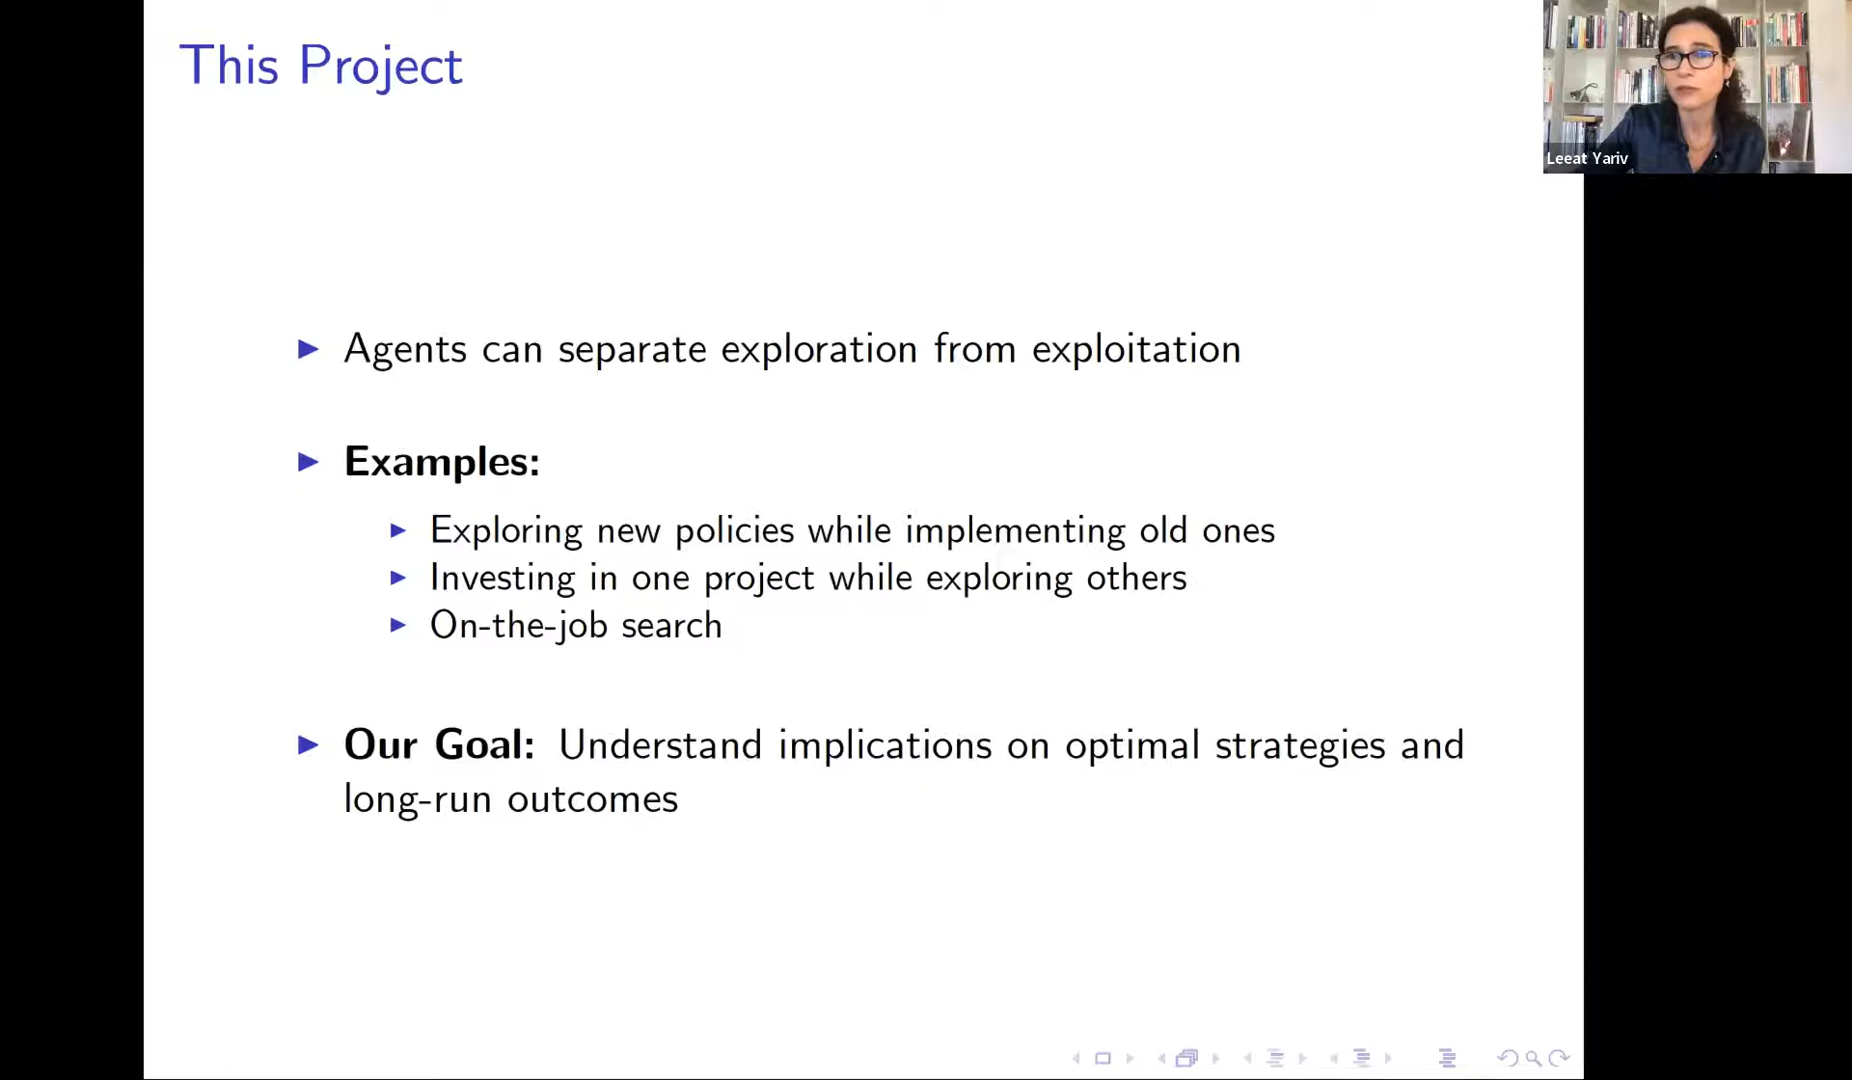 This Project
Leeat Yariv
Agents can separate exploration from exploitation
Examples:
Exploring new policies while implementing old ones
Investing in one project while exploring others
On-the-job search
Our Goal: Understand implications on optimal strategies and
long-run outcomes